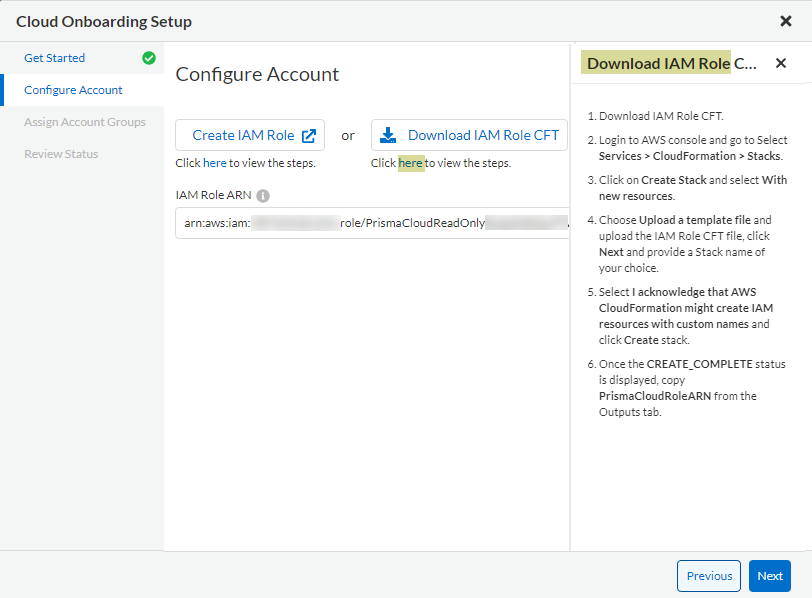 Cloud Onboarding Setup
Get Started
Configure Account
Assign Account Groups
Review Status
Configure Account
Create IAM Role
or
Download IAM Role CFT
Click here to view the steps.
Click here to view the steps.
IAM Role ARN
arn:aws:iam: role/PrismaCloudReadOnly
Download IAM Role C...
1. Download IAM Role CFT.
2. Login to AWS console and go to Select
Services > CloudFormation > Stacks.
3. Click on Create Stack and select With
new resources.
4. Choose Upload a template file and
upload the IAM Role CFT file, click
Next and provide a Stack name of
your choice.
5. Select I acknowledge that AWS
CloudFormation might create IAM
resources with custom names and
click Create stack.
6. Once the CREATE_COMPLETE status
is displayed, copy
PrismaCloudRoleARN from the
Outputs tab.
Previous
Next